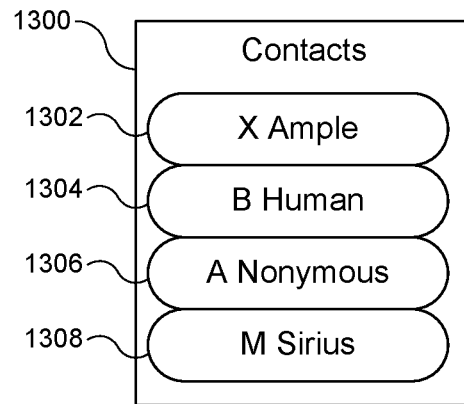 1300
Contacts
1302
X Ample
1304
B Human
1306
A Nonymous
1308
M Sirius